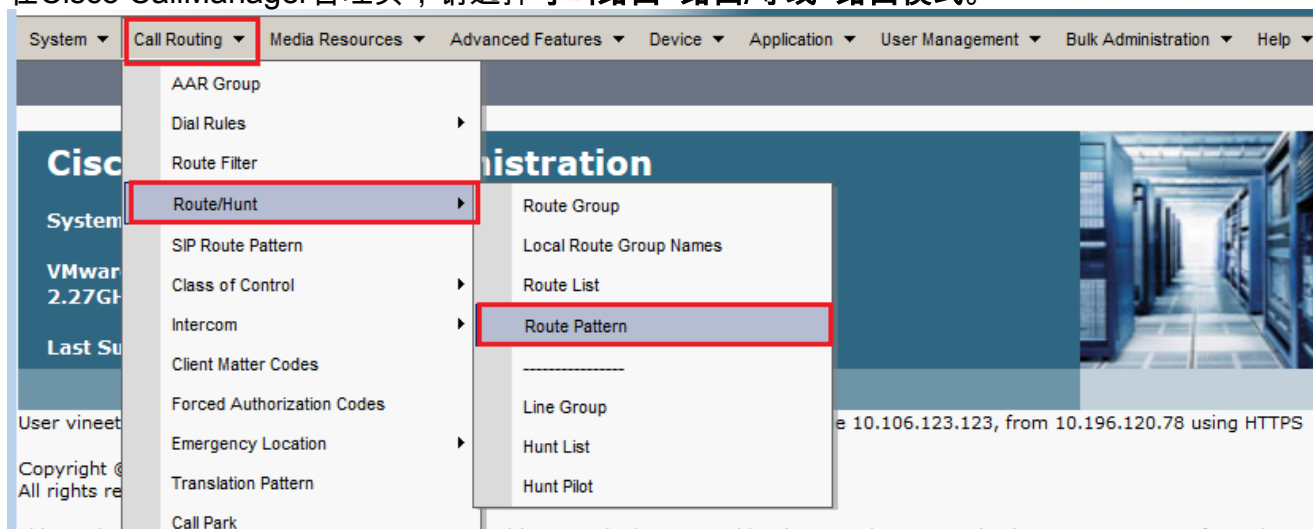 System Call Routing Media Resources Advanced Features Device Application User Management Bulk Administration Help
AAR Group
Dial Rules
Route Filter
Route/Hunt
SIP Route Pattern
Class of Control
Intercom
Client Matter Codes
Forced Authorization Codes
Emergency Location
Translation Pattern
Call Park
Route Group
Local Route Group Names
Route List
Route Pattern
----------------
Line Group
Hunt List
Hunt Pilot
Cisc nistration
System
VMwar
2.27GH
Last Su
User vineet e 10.106.123.123, from 10.196.120.78 using HTTPS
Copyright ©
All rights re